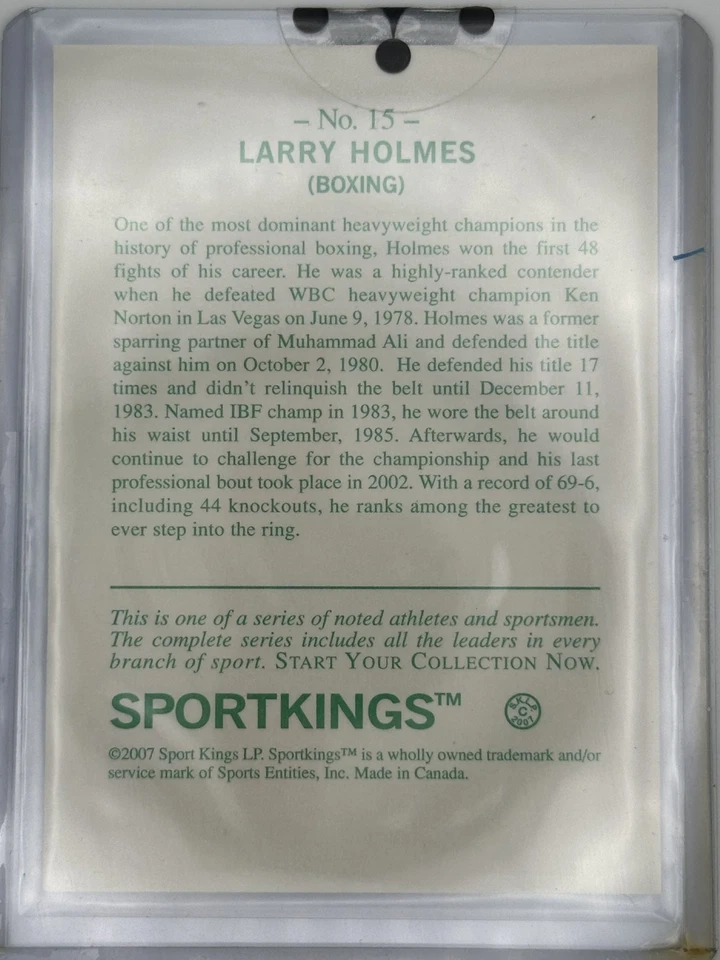 – No. 15 –
LARRY HOLMES
(BOXING)
One of the most dominant heavyweight champions in the
history of professional boxing, Holmes won the first 48
fights of his career. He was a highly-ranked contender
when he defeated WBC heavyweight champion Ken
Norton in Las Vegas on June 9, 1978. Holmes was a former
sparring partner of Muhammad Ali and defended the title
against him on October 2, 1980. He defended his title 17
times and didn't relinquish the belt until December 11,
1983. Named IBF champ in 1983, he wore the belt around
his waist until September, 1985. Afterwards, he would
continue to challenge for the championship and his last
professional bout took place in 2002. With a record of 69-6,
including 44 knockouts, he ranks among the greatest to
ever step into the ring.
This is one of a series of noted athletes and sportsmen.
The complete series includes all the leaders in every
branch of sport. START YOUR COLLECTION NOW.
SPORTKINGS™
S.K.L.P. C 2007
©2007 Sport Kings LP. Sportkings™ is a wholly owned trademark and/or
service mark of Sports Entities, Inc. Made in Canada.